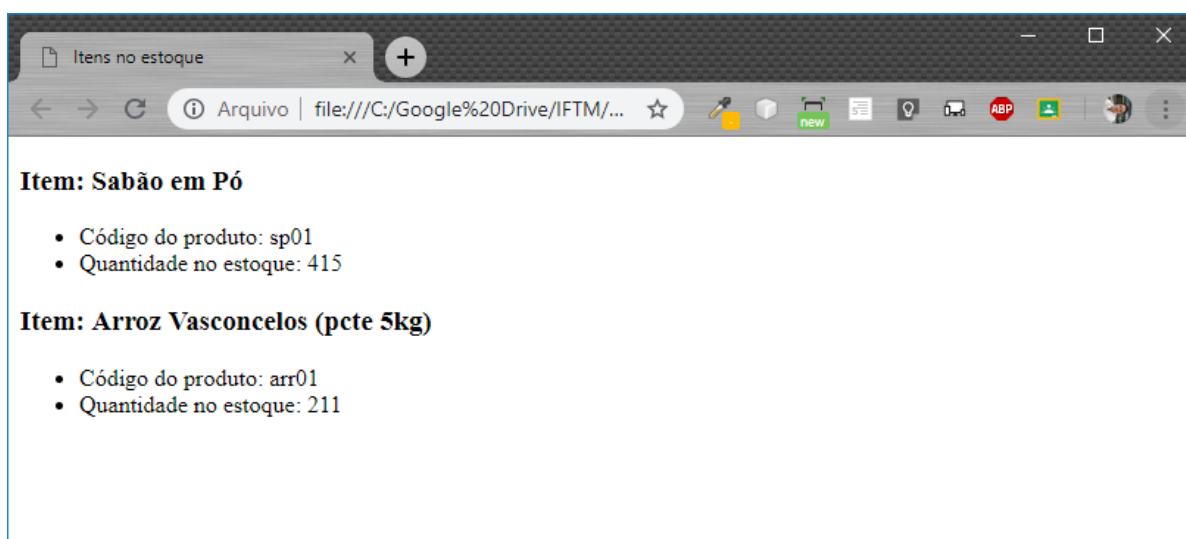 Itens no estoque
Arquivo | file:///C:/Google%20Drive/IFTM/...
new
ABP
Item: Sabão em Pó
• Código do produto: sp01
• Quantidade no estoque: 415
Item: Arroz Vasconcelos (pcte 5kg)
• Código do produto: arr01
• Quantidade no estoque: 211